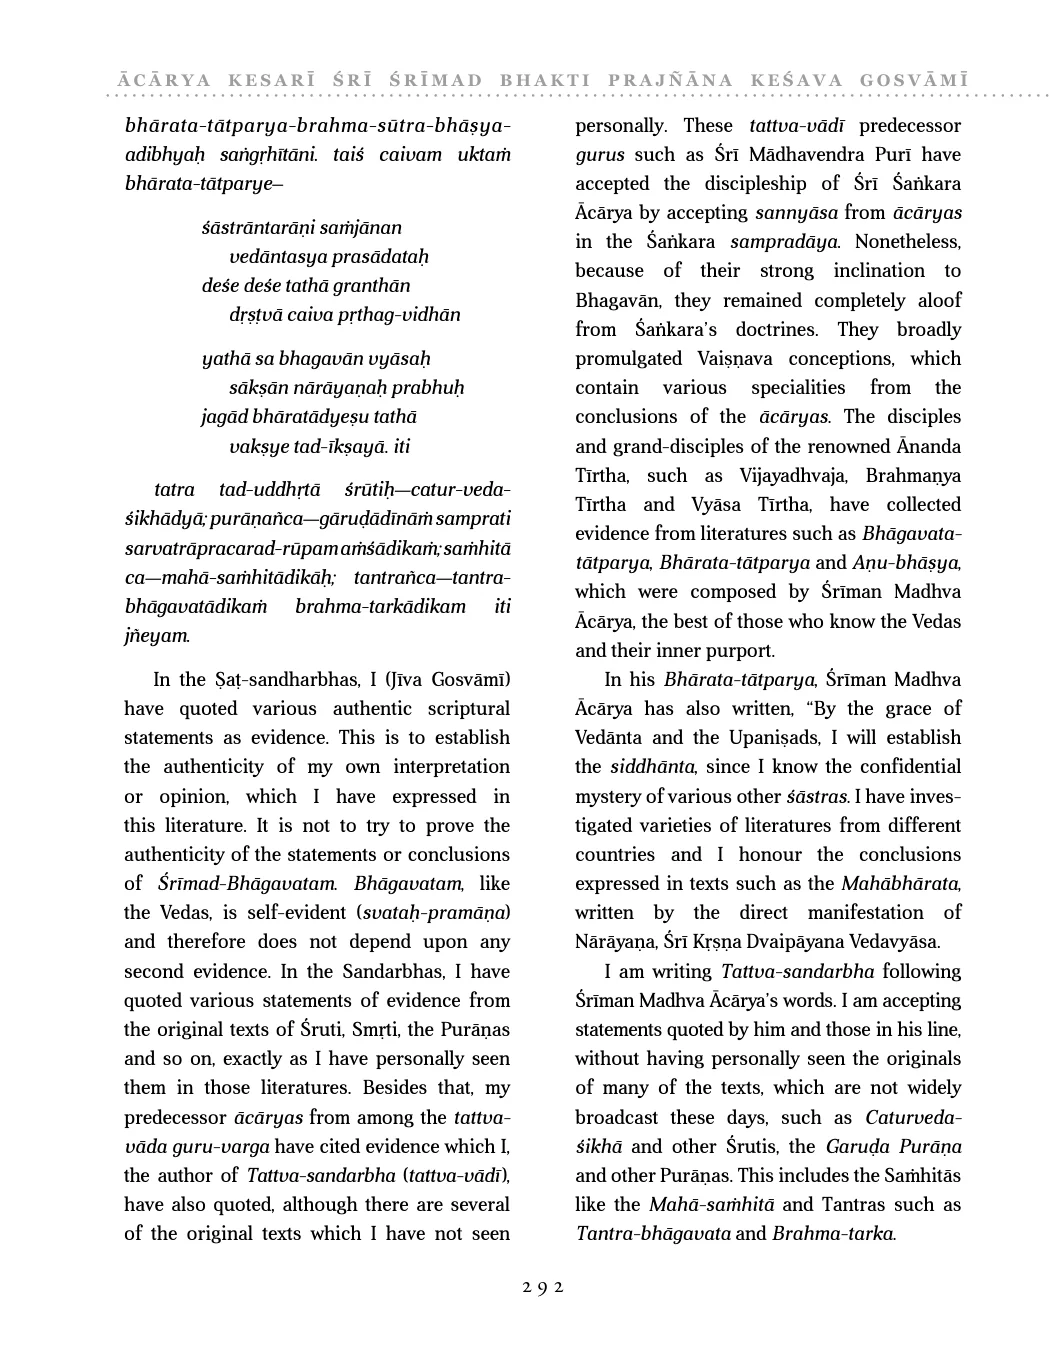 ĀCĀRYA KESARĪ ŚRĪ ŚRĪMAD BHAKTI PRAJÑĀNA KEŚAVA GOSVĀMĪ
bhārata-tātparya-brahma-sūtra-bhāṣya-
adibhyaḥ saṅgṛhītāni. taiś caivam uktaṁ
bhārata-tātparye–
śāstrāntarāṇi saṁjānan
vedāntasya prasādataḥ
deśe deśe tathā granthān
dṛṣṭvā caiva pṛthag-vidhān
yathā sa bhagavān vyāsaḥ
sākṣān nārāyaṇaḥ prabhuḥ
jagād bhāratādyeṣu tathā
vakṣye tad-īkṣayā. iti
tatra tad-uddhṛtā śrūtiḥ—catur-veda-
śikhādyā; purāṇañca—gāruḍādīnāṁ samprati
sarvatrāpracarad-rūpam aṁśādikaṁ; saṁhitā
ca—mahā-saṁhitādikāḥ; tantrañca—tantra-
bhāgavatādikaṁ brahma-tarkādikam iti
jñeyam.
In the Ṣaṭ-sandharbhas, I (Jīva Gosvāmī)
have quoted various authentic scriptural
statements as evidence. This is to establish
the authenticity of my own interpretation
or opinion, which I have expressed in
this literature. It is not to try to prove the
authenticity of the statements or conclusions
of Śrīmad-Bhāgavatam. Bhāgavatam, like
the Vedas, is self-evident (svataḥ-pramāṇa)
and therefore does not depend upon any
second evidence. In the Sandarbhas, I have
quoted various statements of evidence from
the original texts of Śruti, Smṛti, the Purāṇas
and so on, exactly as I have personally seen
them in those literatures. Besides that, my
predecessor ācāryas from among the tattva-
vāda guru-varga have cited evidence which I,
the author of Tattva-sandarbha (tattva-vādī),
have also quoted, although there are several
of the original texts which I have not seen
personally. These tattva-vādī predecessor
gurus such as Śrī Mādhavendra Purī have
accepted the discipleship of Śrī Śaṅkara
Ācārya by accepting sannyāsa from ācāryas
in the Śaṅkara sampradāya. Nonetheless,
because of their strong inclination to
Bhagavān, they remained completely aloof
from Śaṅkara’s doctrines. They broadly
promulgated Vaiṣṇava conceptions, which
contain various specialities from the
conclusions of the ācāryas. The disciples
and grand-disciples of the renowned Ānanda
Tīrtha, such as Vijayadhvaja, Brahmaṇya
Tīrtha and Vyāsa Tīrtha, have collected
evidence from literatures such as Bhāgavata-
tātparya, Bhārata-tātparya and Aṇu-bhāṣya,
which were composed by Śrīman Madhva
Ācārya, the best of those who know the Vedas
and their inner purport.
In his Bhārata-tātparya, Śrīman Madhva
Ācārya has also written, “By the grace of
Vedānta and the Upaniṣads, I will establish
the siddhānta, since I know the confidential
mystery of various other śāstras. I have inves-
tigated varieties of literatures from different
countries and I honour the conclusions
expressed in texts such as the Mahābhārata,
written by the direct manifestation of
Nārāyaṇa, Śrī Kṛṣṇa Dvaipāyana Vedavyāsa.
I am writing Tattva-sandarbha following
Śrīman Madhva Ācārya’s words. I am accepting
statements quoted by him and those in his line,
without having personally seen the originals
of many of the texts, which are not widely
broadcast these days, such as Caturveda-
śikhā and other Śrutis, the Garuḍa Purāṇa
and other Purāṇas. This includes the Saṁhitās
like the Mahā-saṁhitā and Tantras such as
Tantra-bhāgavata and Brahma-tarka.
292